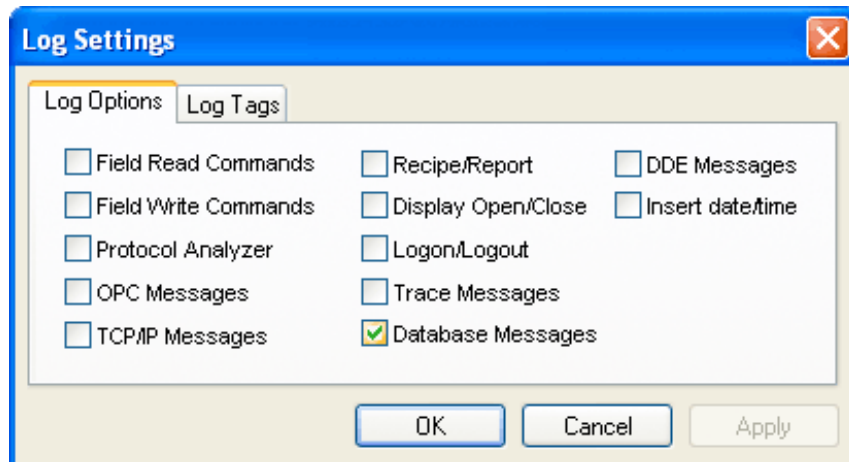 Log Settings
Log Options Log Tags
Field Read Commands Recipe/Report DDE Messages
Field Write Commands Display Open/Close Insert date/time
Protocol Analyzer Logon/Logout
OPC Messages Trace Messages
TCP/IP Messages Database Messages
OK Cancel Apply